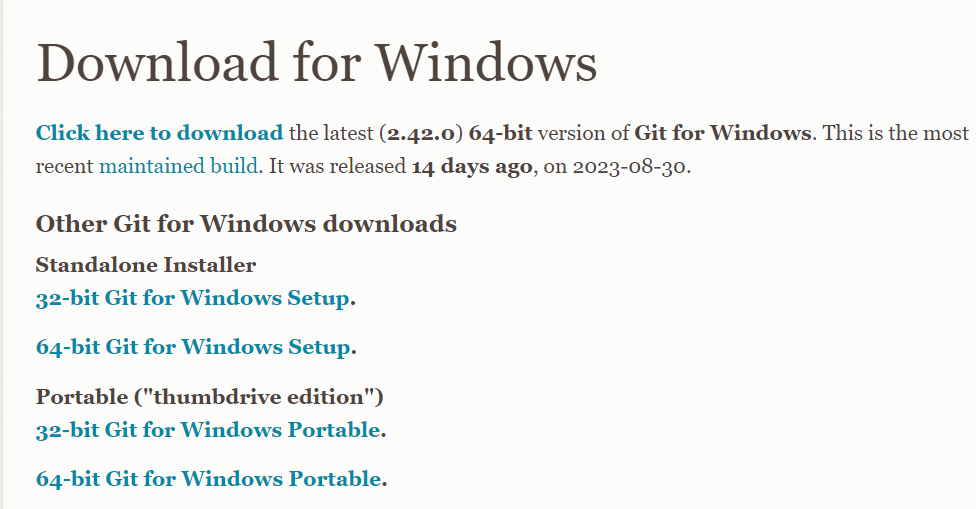 Download for Windows
Click here to download the latest (2.42.0) 64-bit version of Git for Windows. This is the most
recent maintained build. It was released 14 days ago, on 2023-08-30.
Other Git for Windows downloads
Standalone Installer
32-bit Git for Windows Setup.
64-bit Git for Windows Setup.
Portable ("thumbdrive edition")
32-bit Git for Windows Portable.
64-bit Git for Windows Portable.